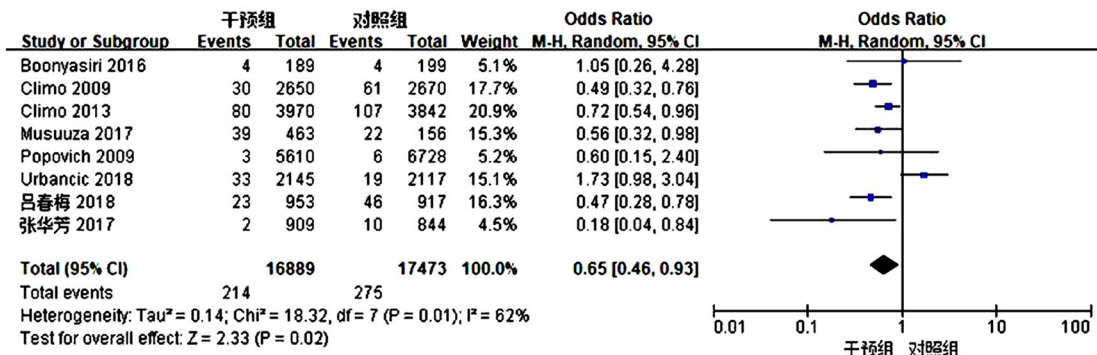 干预组 对照组 Odds Ratio Odds Ratio
Study or Subgroup Events Total Events Total Weight M-H, Random, 95% CI M-H, Random, 95% CI
Boonyasiri 2016 4 189 4 199 5.1% 1.05 [0.26, 4.28]
Climo 2009 30 2650 61 2670 17.7% 0.49 [0.32, 0.76]
Climo 2013 80 3970 107 3842 20.9% 0.72 [0.54, 0.96]
Musuuza 2017 39 463 22 156 15.3% 0.56 [0.32, 0.98]
Popovich 2009 3 5610 6 6728 5.2% 0.60 [0.15, 2.40]
Urbancic 2018 33 2145 19 2117 15.1% 1.73 [0.98, 3.04]
吕春梅 2018 23 953 46 917 16.3% 0.47 [0.28, 0.78]
张华芳 2017 2 909 10 844 4.5% 0.18 [0.04, 0.84]
Total (95% CI) 16889 17473 100.0% 0.65 [0.46, 0.93]
Total events 214 275
Heterogeneity: Tau² = 0.14; Chi² = 18.32, df = 7 (P = 0.01); I² = 62%
Test for overall effect: Z = 2.33 (P = 0.02)
0.01 0.1 1 10 100
干预组 对照组